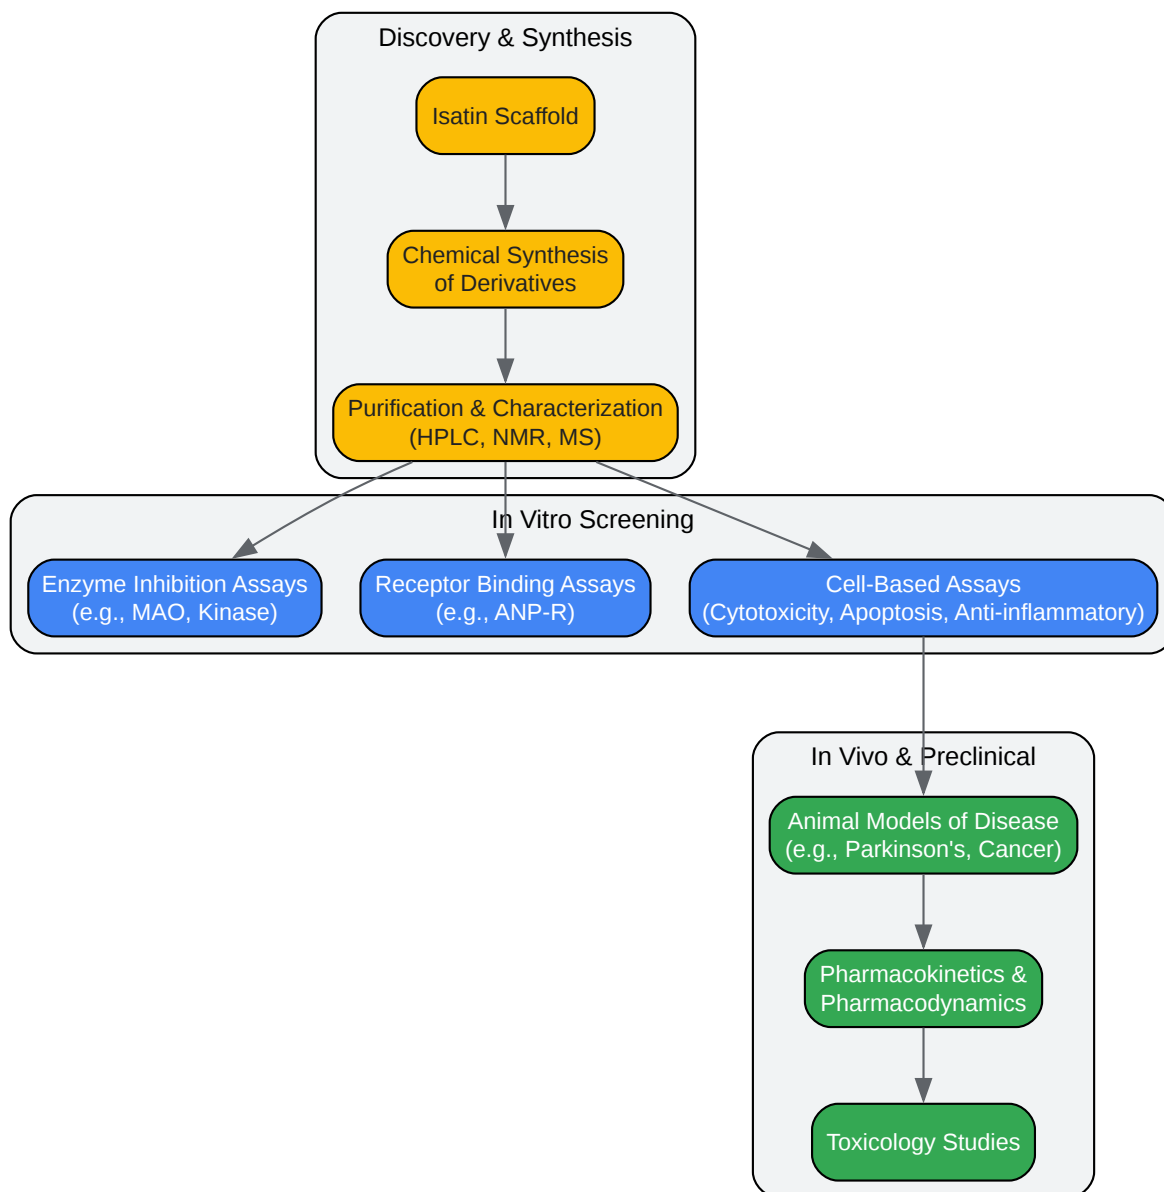 Discovery & Synthesis
Isatin Scaffold
Chemical Synthesis
of Derivatives
Purification & Characterization
(HPLC, NMR, MS)
In Vitro Screening
Enzyme Inhibition Assays
(e.g., MAO, Kinase)
Receptor Binding Assays
(e.g., ANP-R)
Cell-Based Assays
(Cytotoxicity, Apoptosis, Anti-inflammatory)
In Vivo & Preclinical
Animal Models of Disease
(e.g., Parkinson's, Cancer)
Pharmacokinetics &
Pharmacodynamics
Toxicology Studies